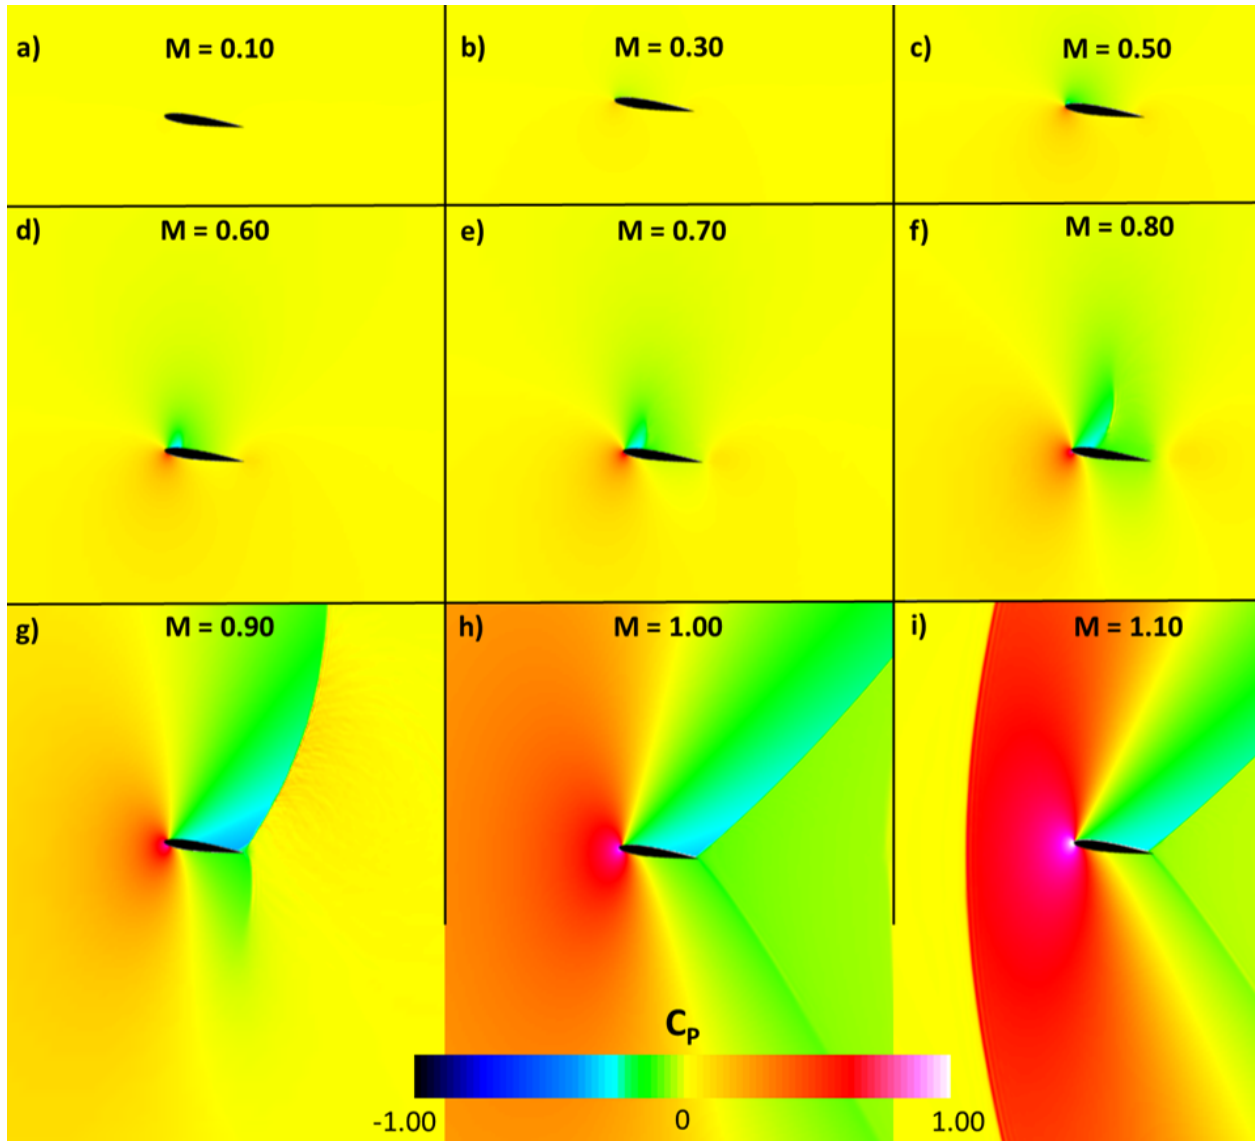 a) M = 0.10
b) M = 0.30
c) M = 0.50
d) M = 0.60
e) M = 0.70
f) M = 0.80
g) M = 0.90
h) M = 1.00
i) M = 1.10
CP
-1.00 0 1.00